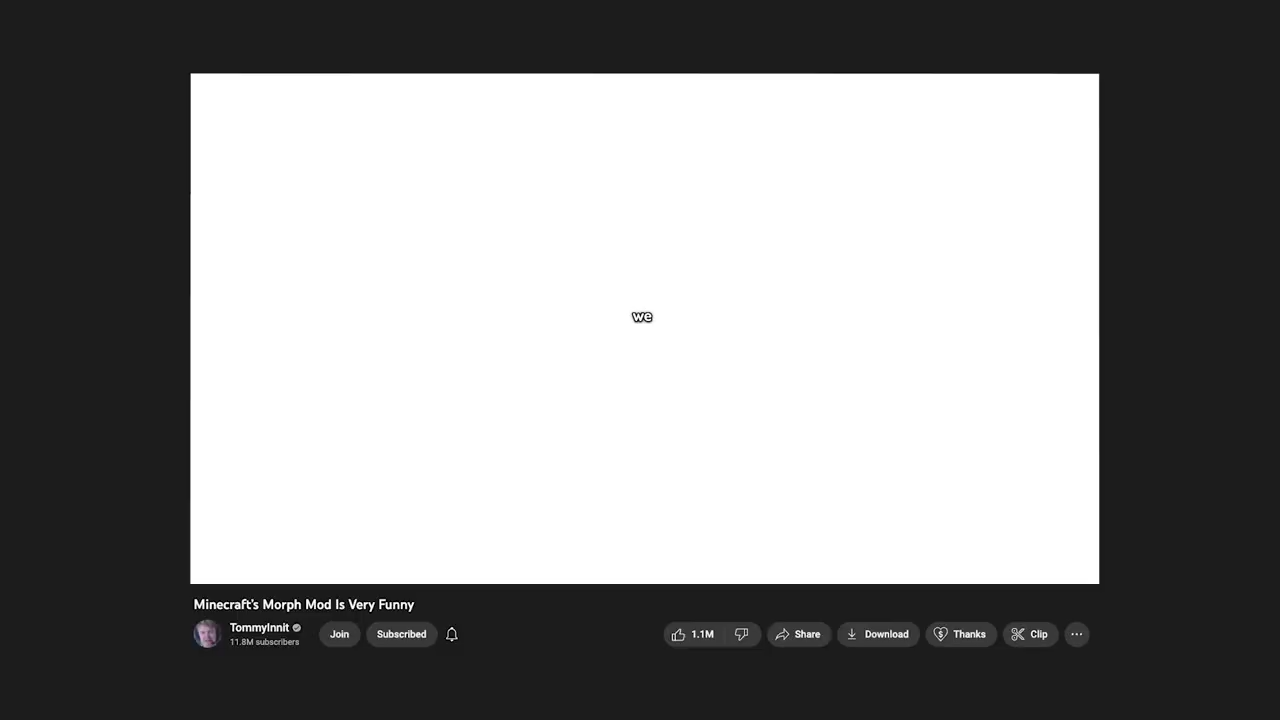 we
Minecraft's Morph Mod Is Very Funny
TommyInnit
11.8M subscribers
Join
Subscribed
1.1M
Share
Download
Thanks
Clip